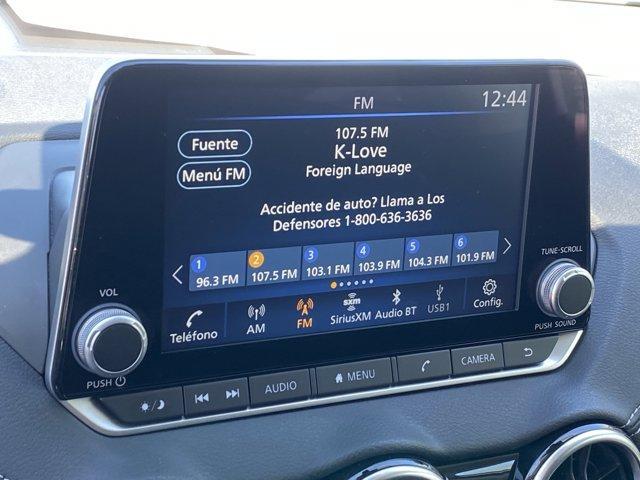 FM
12:44
Fuente
Menú FM
107.5 FM
K-Love
Foreign Language
Accidente de auto? Llama a Los
Defensores 1-800-636-3636
1
96.3 FM
2
107.5 FM
3
103.1 FM
4
103.9 FM
5
104.3 FM
6
101.9 FM
Teléfono
AM
FM
sxm
SiriusXM
Audio BT
USB1
Config.
VOL
PUSH
TUNE-SCROLL
PUSH SOUND
AUDIO
MENU
CAMERA